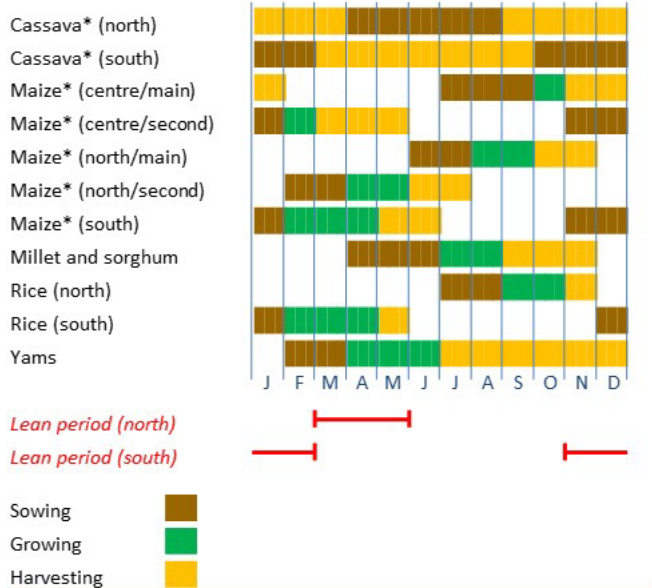 Cassava* (north)
Cassava* (south)
Maize* (centre/main)
Maize* (centre/second)
Maize* (north/main)
Maize* (north/second)
Maize* (south)
Millet and sorghum
Rice (north)
Rice (south)
Yams
J F M A M J J A S O N D
Lean period (north)
Lean period (south)
Sowing
Growing
Harvesting